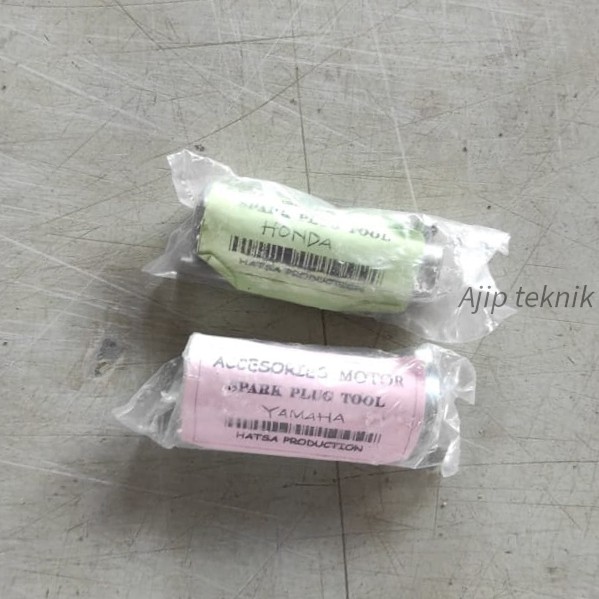 SPARK PLUG TOOL
HONDA
HATSA PRODUCTION
Ajip teknik
ACCESORIES MOTOR
SPARK PLUG TOOL
YAMAHA
HATSA PRODUCTION